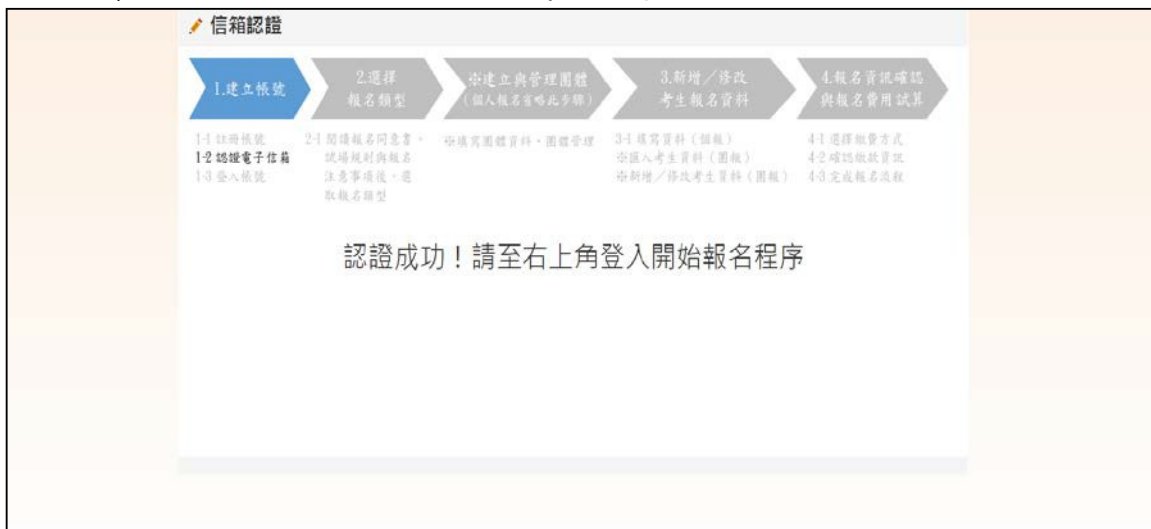 信箱認證
1.建立帳號
2.選擇
報名類型
※建立與管理團體
(個人報名省略此步驟)
3.新增／修改
考生報名資料
4.報名資訊確認
與報名費用試算
1-1 註冊帳號
1-2 認證電子信箱
1-3 登入帳號
2-1 閱讀報名同意書、
試場規則與報名
注意事項後，選
取報名類型
※填寫團體資料，團體管理
3-1 填寫資料（個報）
※匯入考生資料（團報）
※新增／修改考生資料（團報）
4-1 選擇繳費方式
4-2 確認繳款資訊
4-3 完成報名流程
認證成功！請至右上角登入開始報名程序